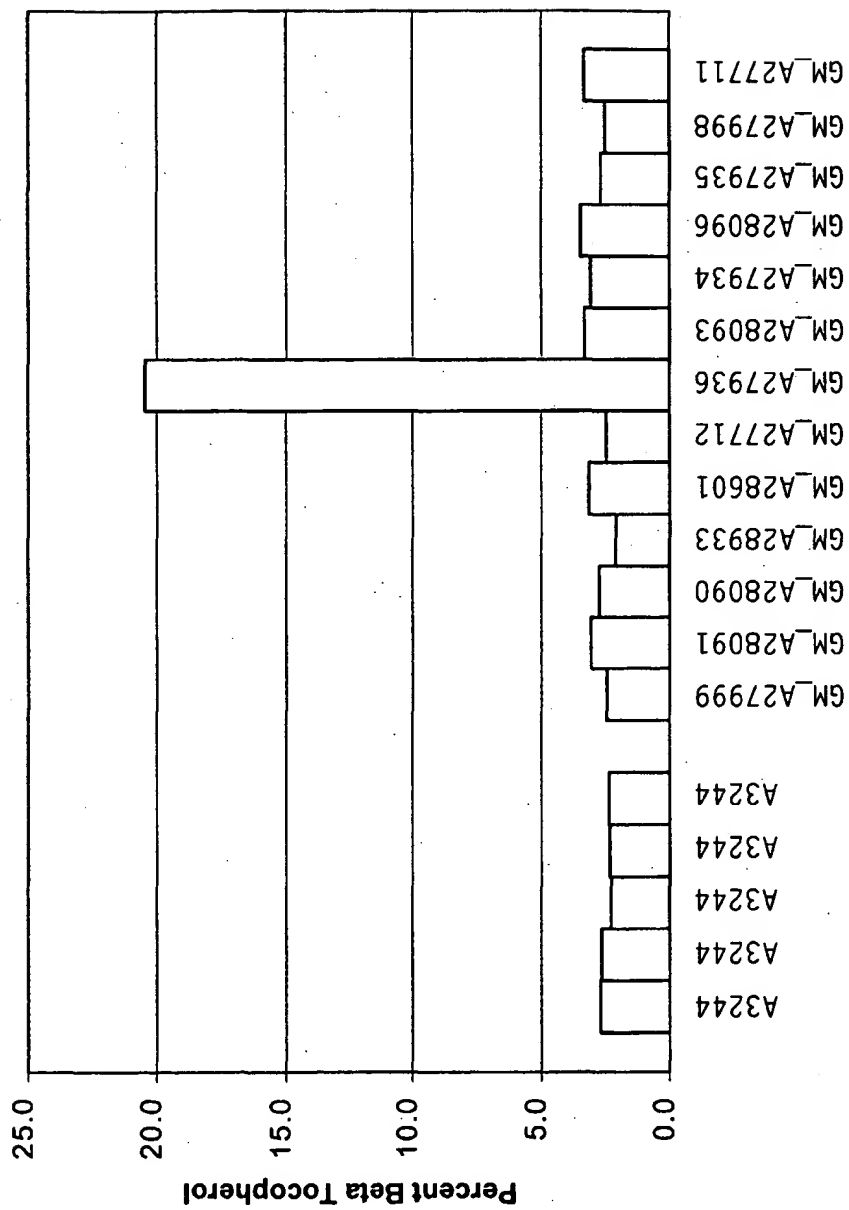 Percent Beta Tocopherol
25.0
20.0
15.0
10.0
5.0
0.0
A3244
A3244
A3244
A3244
A3244
GM_A27999
GM_A28091
GM_A28090
GM_A28933
GM_A28601
GM_A27712
GM_A27936
GM_A28093
GM_A27934
GM_A28096
GM_A27935
GM_A27998
GM_A27711